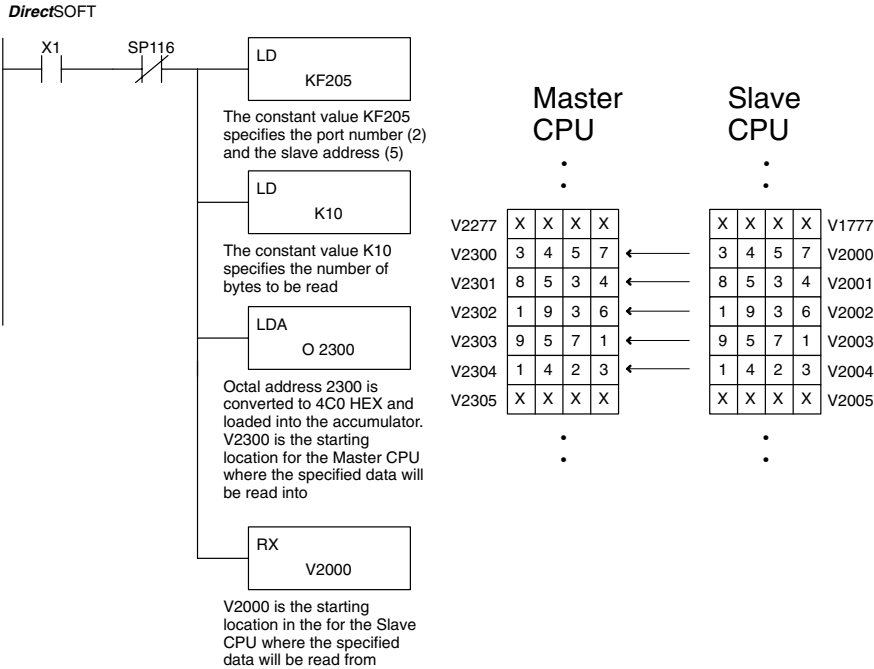 DirectSOFT
X1
SP116
LD
KF205
The constant value KF205
specifies the port number (2)
and the slave address (5)
LD
K10
The constant value K10
specifies the number of
bytes to be read
LDA
O 2300
Octal address 2300 is
converted to 4C0 HEX and
loaded into the accumulator.
V2300 is the starting
location for the Master CPU
where the specified data will
be read into
RX
V2000
V2000 is the starting
location in the for the Slave
CPU where the specified
data will be read from
Master
CPU
Slave
CPU
V2277 X X X X X X X X V1777
V2300 3 4 5 7 3 4 5 7 V2000
V2301 8 5 3 4 8 5 3 4 V2001
V2302 1 9 3 6 1 9 3 6 V2002
V2303 9 5 7 1 9 5 7 1 V2003
V2304 1 4 2 3 1 4 2 3 V2004
V2305 X X X X X X X X V2005